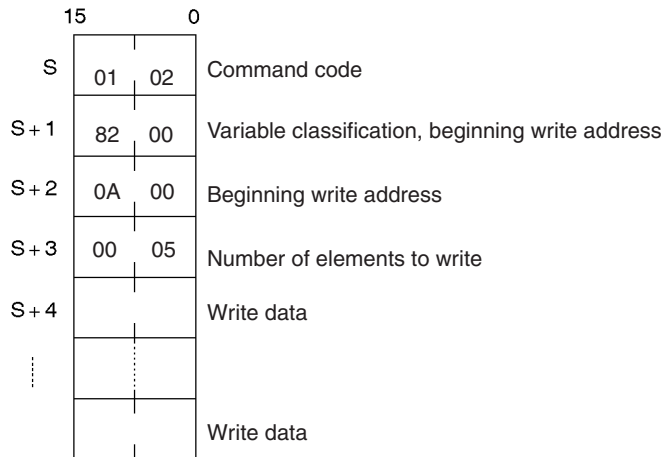 15 0
S 01 02 Command code
S + 1 82 00 Variable classification, beginning write address
S + 2 0A 00 Beginning write address
S + 3 00 05 Number of elements to write
S + 4 Write data
Write data